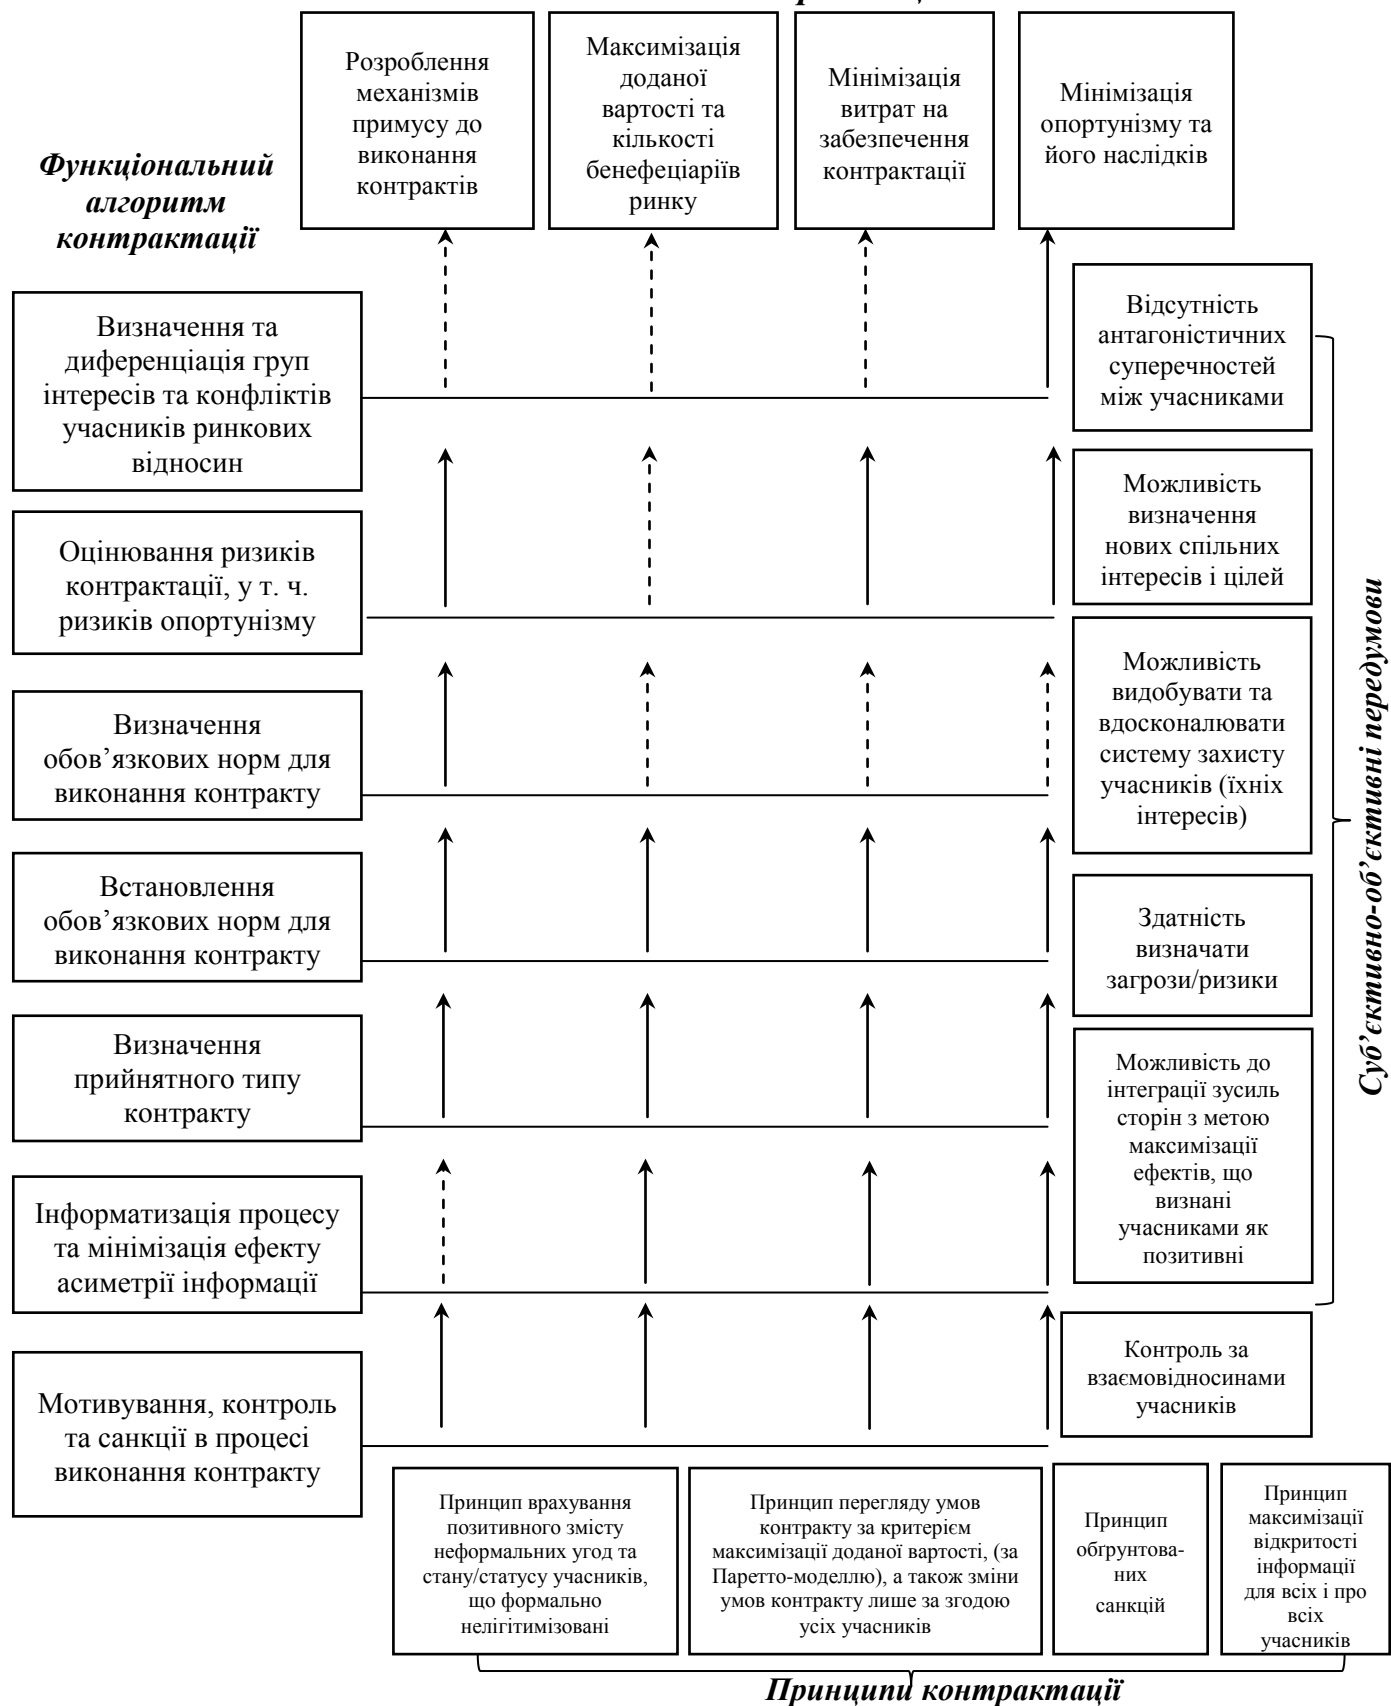 Розроблення
механізмів
примусу до
виконання
контрактів
Максимізація
доданої
вартості та
кількості
бенефеціаріїв
ринку
Мінімізація
витрат на
забезпечення
контрактації
Мінімізація
опортунізму та
його наслідків
Функціональний
алгоритм
контрактації
Визначення та
диференціація груп
інтересів та конфліктів
учасників ринкових
відносин
Оцінювання ризиків
контрактації, у т. ч.
ризиків опортунізму
Визначення
обов’язкових норм для
виконання контракту
Встановлення
обов’язкових норм для
виконання контракту
Визначення
прийнятного типу
контракту
Інформатизація процесу
та мінімізація ефекту
асиметрії інформації
Мотивування, контроль
та санкції в процесі
виконання контракту
Відсутність
антагоністичних
суперечностей
між учасниками
Можливість
визначення
нових спільних
інтересів і цілей
Можливість
видобувати та
вдосконалювати
систему захисту
учасників (їхніх
інтересів)
Здатність
визначати
загрози/ризики
Можливість до
інтеграції зусиль
сторін з метою
максимізації
ефектів, що
визнані
учасниками як
позитивні
Контроль за
взаємовідносинами
учасників
Суб’єктивно-об’єктивні передумови
Принцип врахування
позитивного змісту
неформальних угод та
стану/статусу учасників,
що формально
нелігітимізовані
Принцип перегляду умов
контракту за критерієм
максимізації доданої вартості, (за
Паретто-моделлю), а також зміни
умов контракту лише за згодою
усіх учасників
Принцип
обґрунтова-
них
санкцій
Принцип
максимізації
відкритості
інформації
для всіх і про
всіх
учасників
Принципи контрактації